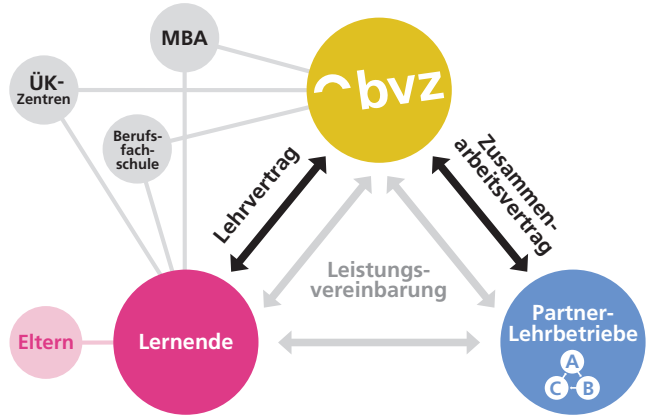 MBA
ÜK-
Zentren
Berufs-
fach-
schule
bvz
Lehrvertrag
Zusammen-
arbeitsvertrag
Leistungs-
vereinbarung
Eltern
Lernende
Partner-
Lehrbetriebe
A
C
B